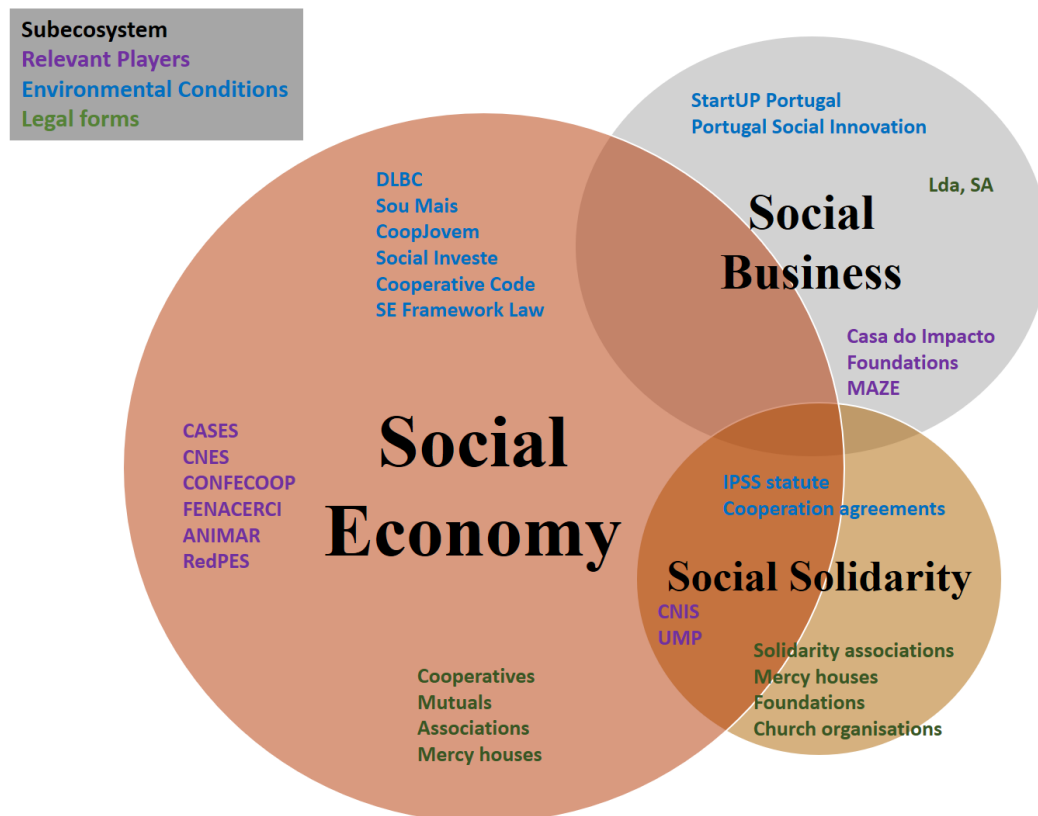 Subecosystem
Relevant Players
Environmental Conditions
Legal forms
StartUP Portugal
Portugal Social Innovation
Lda, SA
Social
Business
Casa do Impacto
Foundations
MAZE
DLBC
Sou Mais
CoopJovem
Social Investe
Cooperative Code
SE Framework Law
CASES
CNES
CONFECOOP
FENACERCI
ANIMAR
RedPES
Social
Economy
Cooperatives
Mutuals
Associations
Mercy houses
IPSS statute
Cooperation agreements
Social Solidarity
CNIS
UMP
Solidarity associations
Mercy houses
Foundations
Church organisations